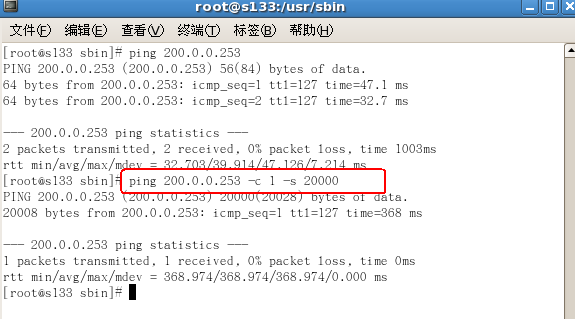 root@s133:/usr/sbin
文件(F) 编辑(E) 查看(V) 终端(T) 标签(B) 帮助(H)
[root@s133 sbin]# ping 200.0.0.253
PING 200.0.0.253 (200.0.0.253) 56(84) bytes of data.
64 bytes from 200.0.0.253: icmp_seq=1 ttl=127 time=47.1 ms
64 bytes from 200.0.0.253: icmp_seq=2 ttl=127 time=32.7 ms
--- 200.0.0.253 ping statistics ---
2 packets transmitted, 2 received, 0% packet loss, time 1003ms
rtt min/avg/max/mdev = 32.703/39.914/47.126/7.214 ms
[root@s133 sbin]# ping 200.0.0.253 -c 1 -s 20000
PING 200.0.0.253 (200.0.0.253) 20000(20028) bytes of data.
20008 bytes from 200.0.0.253: icmp_seq=1 ttl=127 time=368 ms
--- 200.0.0.253 ping statistics ---
1 packets transmitted, 1 received, 0% packet loss, time 0ms
rtt min/avg/max/mdev = 368.974/368.974/368.974/0.000 ms
[root@s133 sbin]#